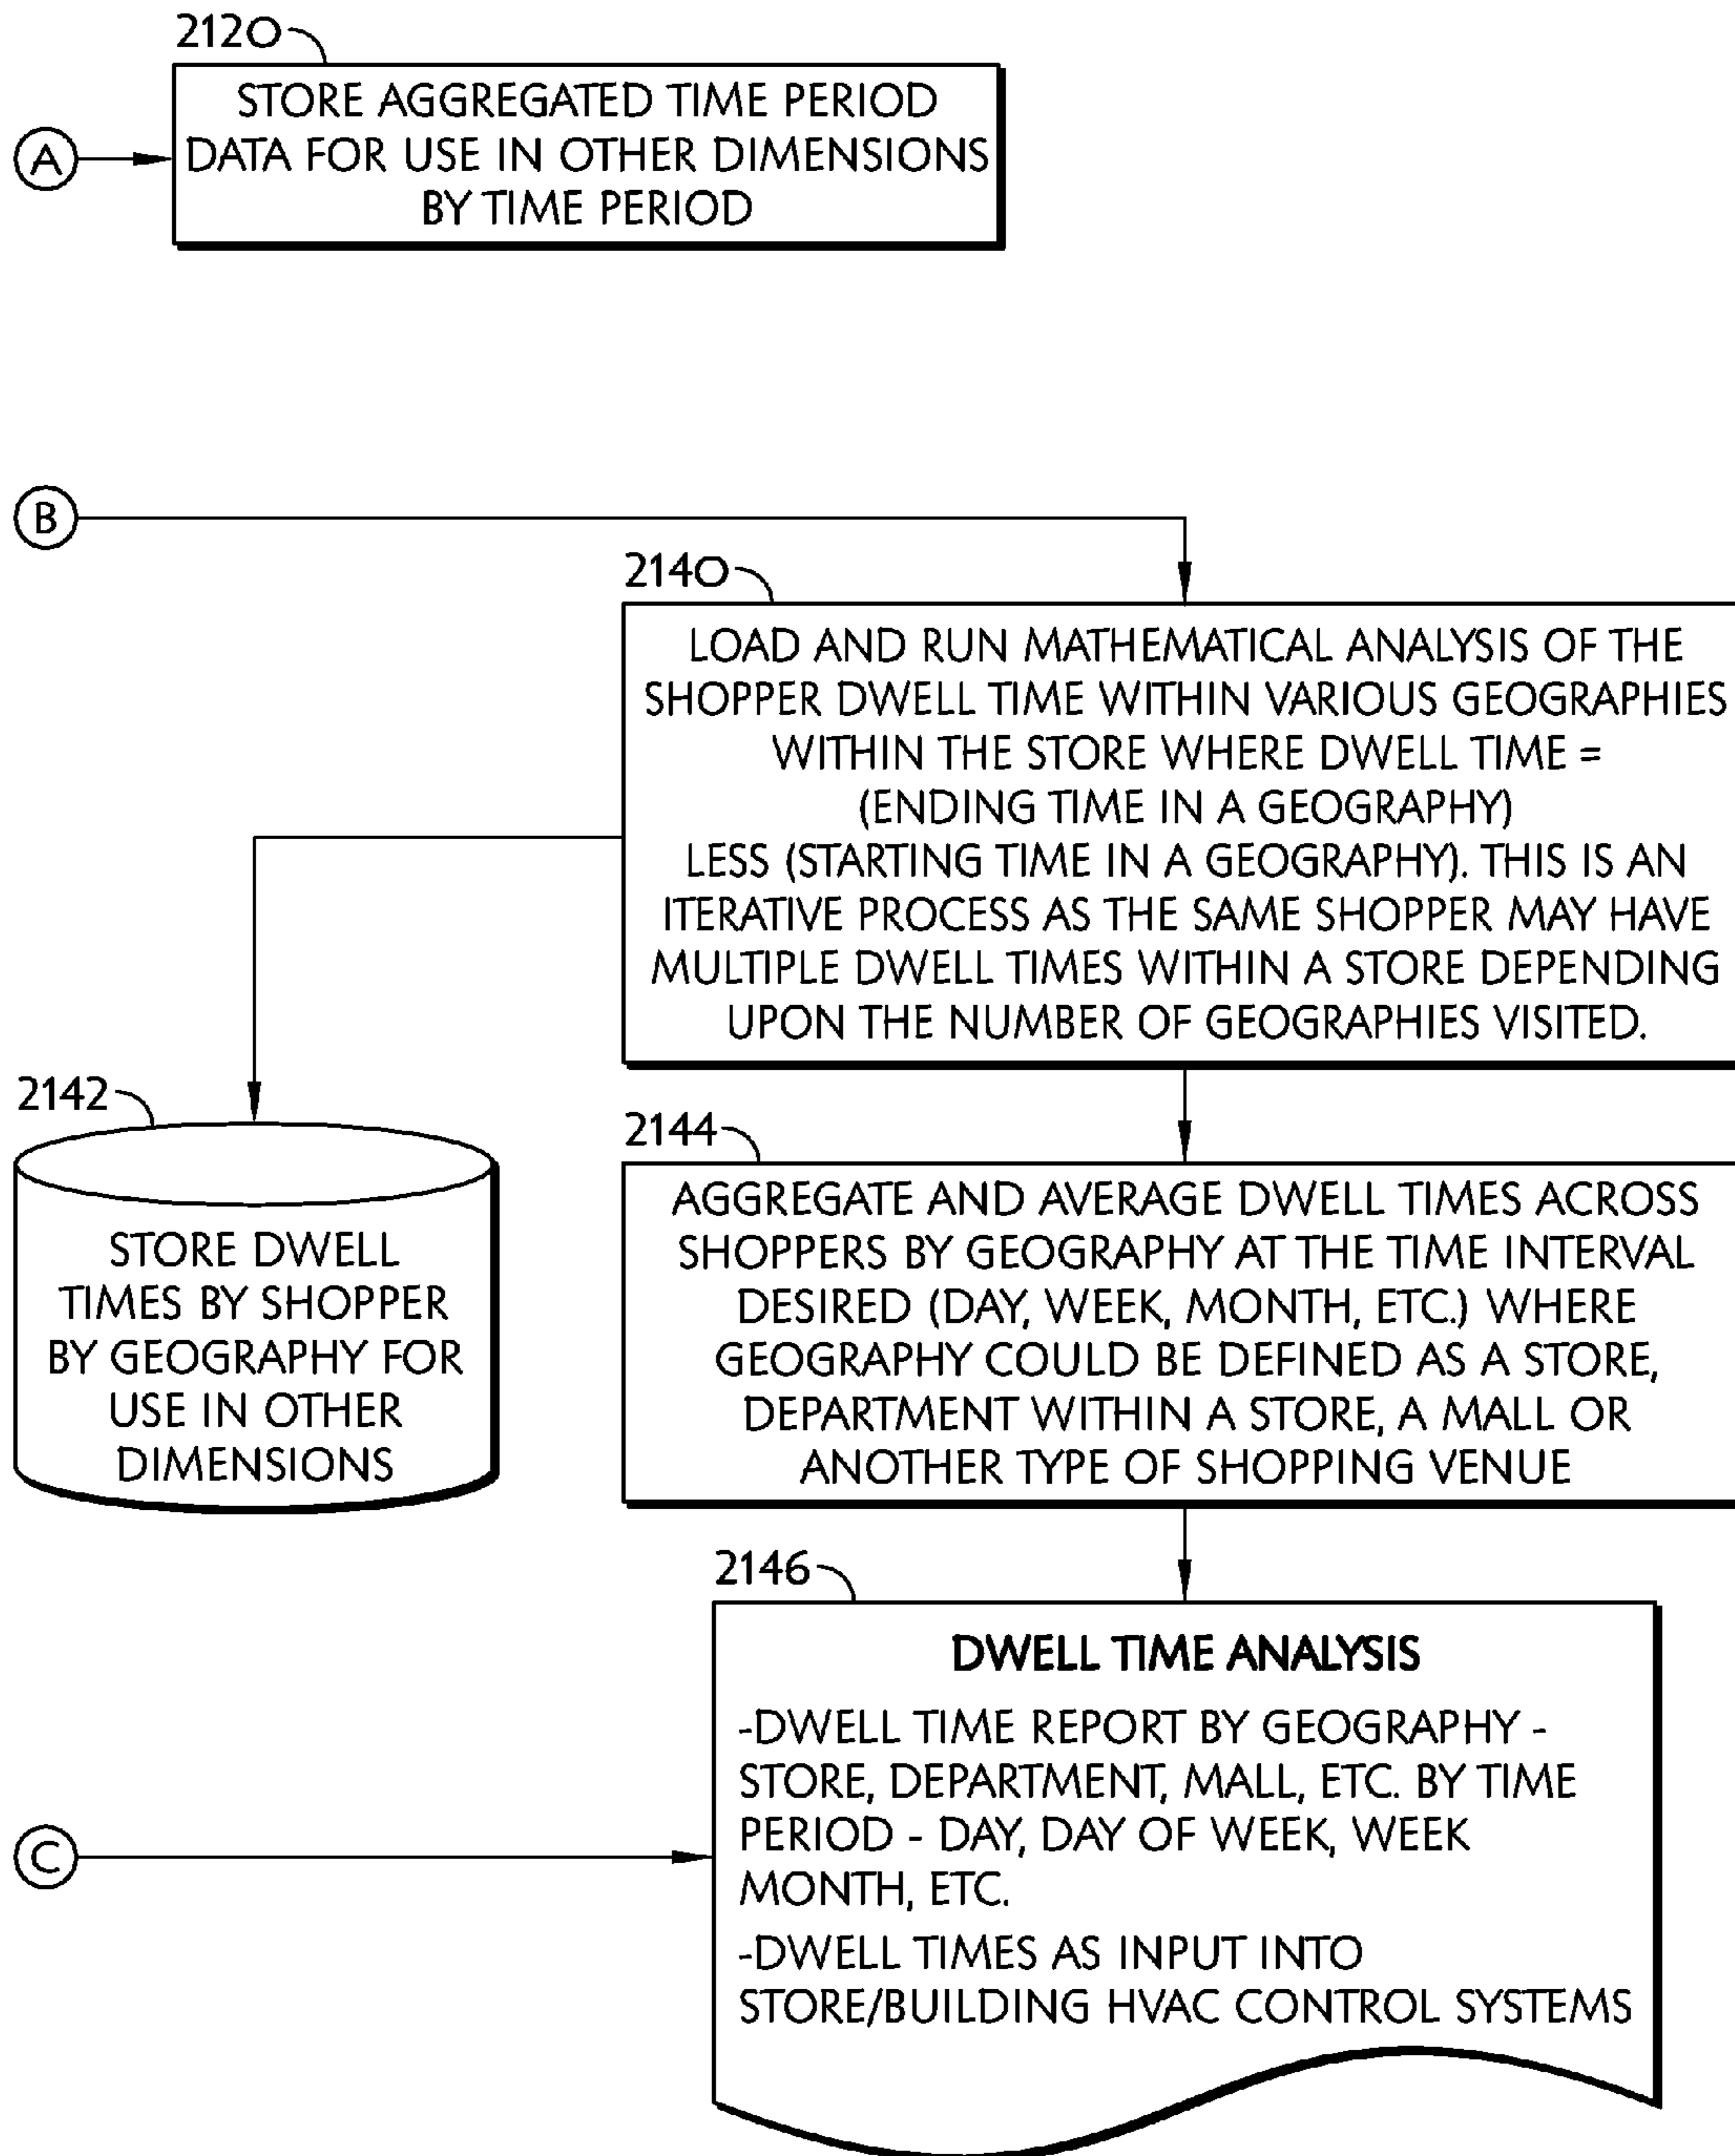 2120
STORE AGGREGATED TIME PERIOD
DATA FOR USE IN OTHER DIMENSIONS
BY TIME PERIOD
A
B
2140
LOAD AND RUN MATHEMATICAL ANALYSIS OF THE
SHOPPER DWELL TIME WITHIN VARIOUS GEOGRAPHIES
WITHIN THE STORE WHERE DWELL TIME =
(ENDING TIME IN A GEOGRAPHY)
LESS (STARTING TIME IN A GEOGRAPHY). THIS IS AN
ITERATIVE PROCESS AS THE SAME SHOPPER MAY HAVE
MULTIPLE DWELL TIMES WITHIN A STORE DEPENDING
UPON THE NUMBER OF GEOGRAPHIES VISITED.
2142
STORE DWELL
TIMES BY SHOPPER
BY GEOGRAPHY FOR
USE IN OTHER
DIMENSIONS
2144
AGGREGATE AND AVERAGE DWELL TIMES ACROSS
SHOPPERS BY GEOGRAPHY AT THE TIME INTERVAL
DESIRED (DAY, WEEK, MONTH, ETC.) WHERE
GEOGRAPHY COULD BE DEFINED AS A STORE,
DEPARTMENT WITHIN A STORE, A MALL OR
ANOTHER TYPE OF SHOPPING VENUE
2146
DWELL TIME ANALYSIS
-DWELL TIME REPORT BY GEOGRAPHY -
STORE, DEPARTMENT, MALL, ETC. BY TIME
PERIOD - DAY, DAY OF WEEK, WEEK
MONTH, ETC.
-DWELL TIMES AS INPUT INTO
STORE/BUILDING HVAC CONTROL SYSTEMS
C